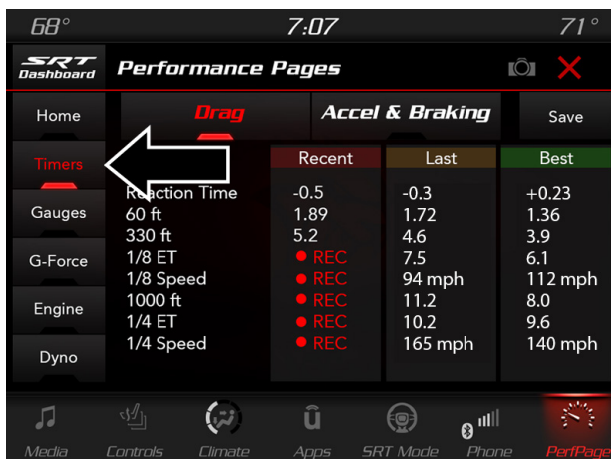 68° 7:07 71°
SRT Performance Pages
Dashboard
Home Drag Accel & Braking Save
Timers Recent Last Best
Reaction Time -0.5 -0.3 +0.23
Gauges 60 ft 1.89 1.72 1.36
330 ft 5.2 4.6 3.9
G-Force 1/8 ET REC 7.5 6.1
1/8 Speed REC 94 mph 112 mph
Engine 1000 ft REC 11.2 8.0
1/4 ET REC 10.2 9.6
Dyno 1/4 Speed REC 165 mph 140 mph
û
Media Controls Climate Apps SRT Mode Phone PerfPage